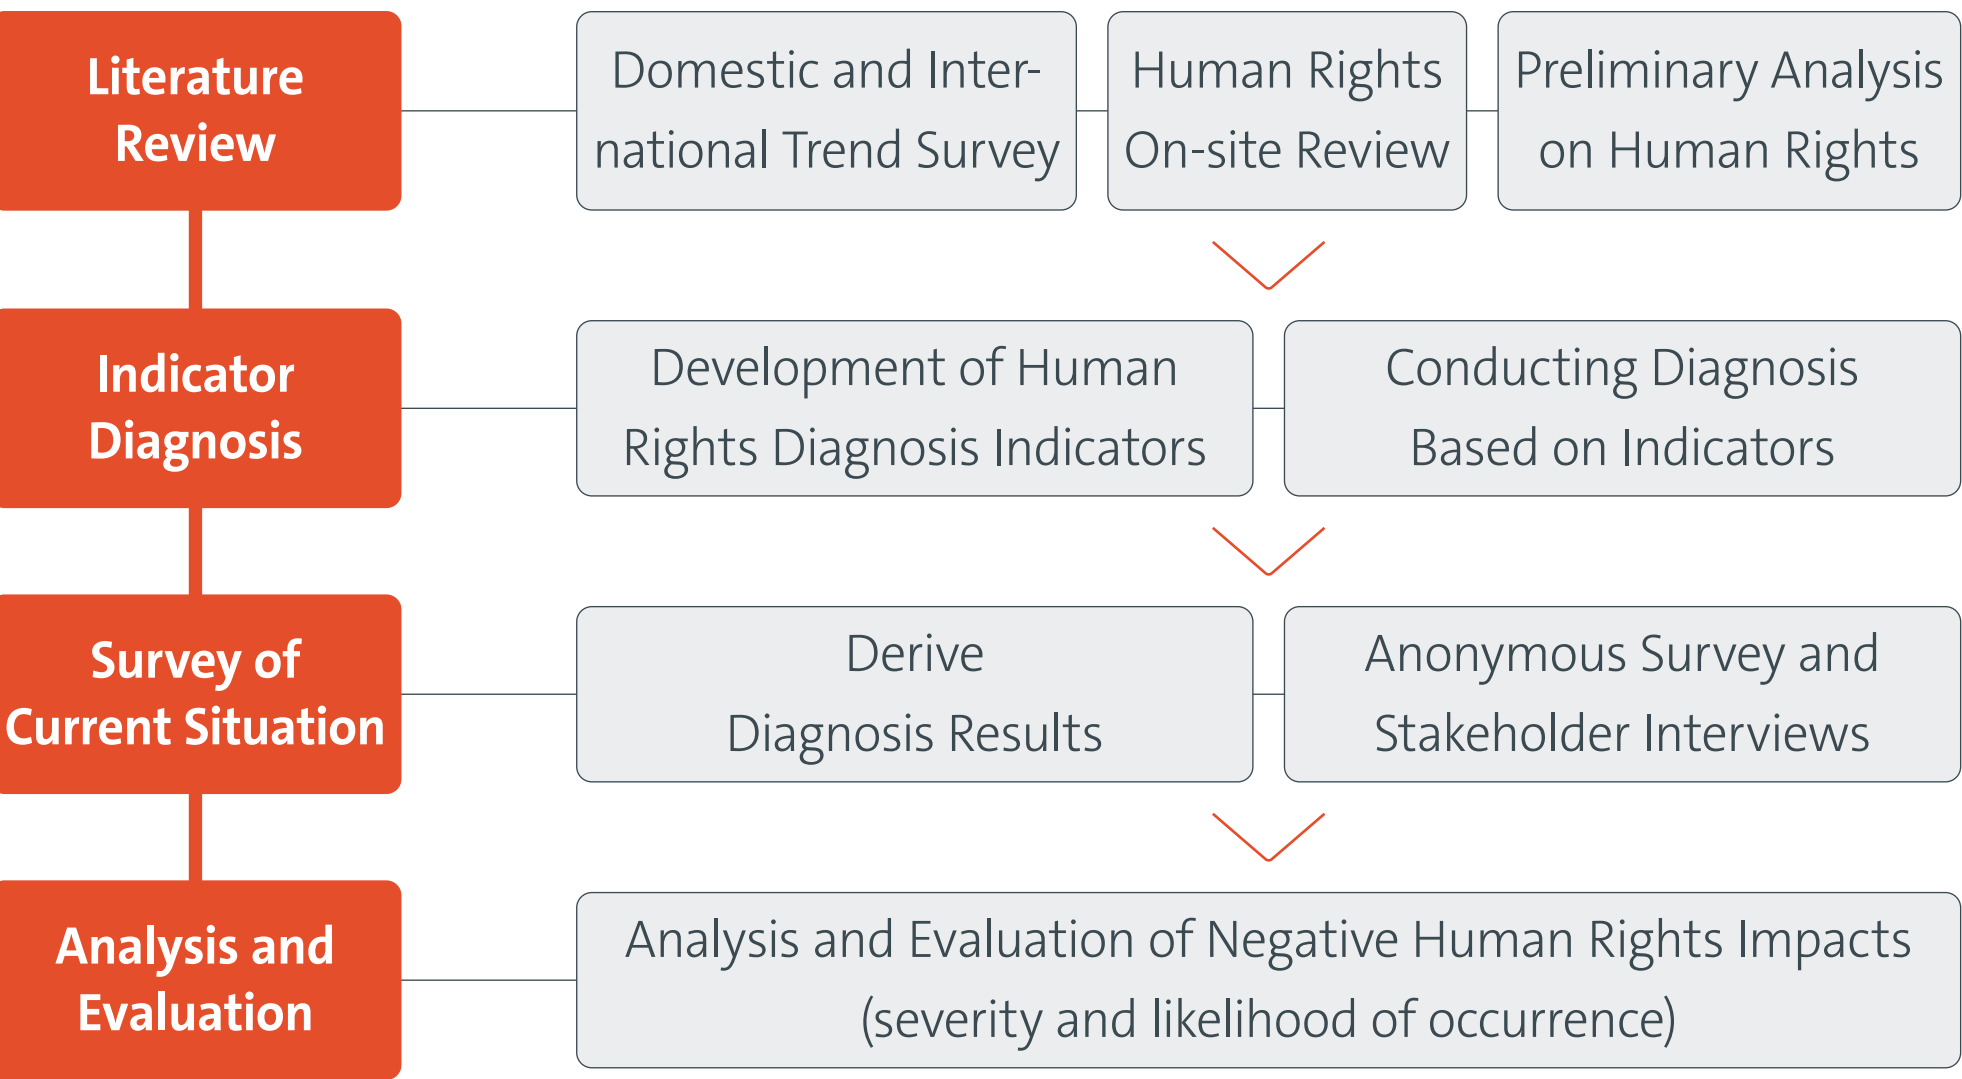 Literature
Review
Domestic and Inter-
national Trend Survey
Human Rights
On-site Review
Preliminary Analysis
on Human Rights
Indicator
Diagnosis
Development of Human
Rights Diagnosis Indicators
Conducting Diagnosis
Based on Indicators
Survey of
Current Situation
Derive
Diagnosis Results
Anonymous Survey and
Stakeholder Interviews
Analysis and
Evaluation
Analysis and Evaluation of Negative Human Rights Impacts
(severity and likelihood of occurrence)